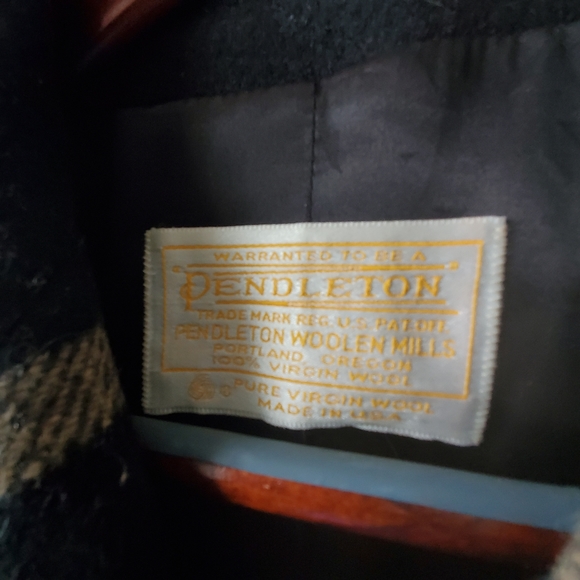 WARRANTED TO BE A
PENDLETON
TRADE MARK REG. U.S. PAT. OFF.
PENDLETON WOOLEN MILLS
PORTLAND, OREGON
100% VIRGIN WOOL
PURE VIRGIN WOOL
MADE IN U.S.A.